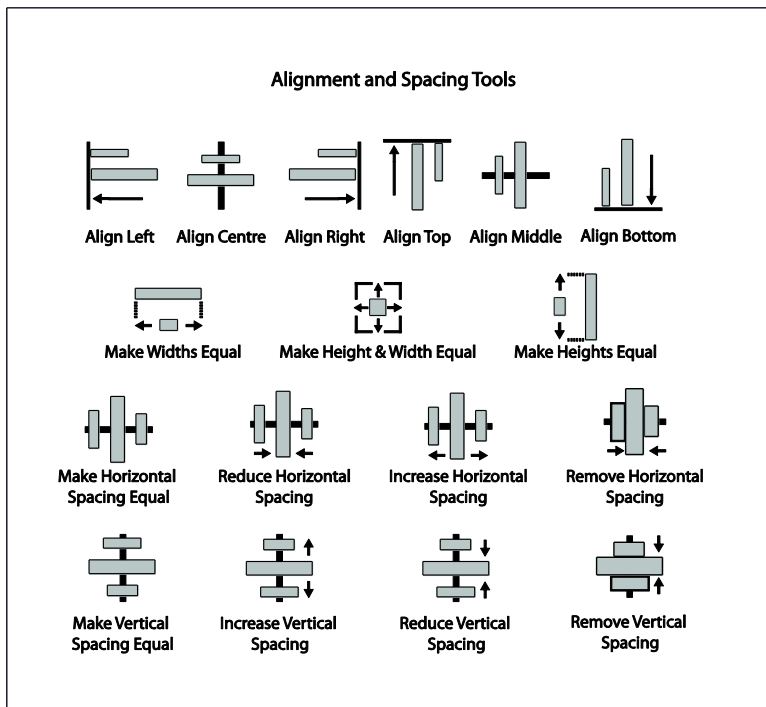 Alignment and Spacing Tools
Align Left
Align Centre
Align Right
Align Top
Align Middle
Align Bottom
Make Widths Equal
Make Height & Width Equal
Make Heights Equal
Make Horizontal
Spacing Equal
Reduce Horizontal
Spacing
Increase Horizontal
Spacing
Remove Horizontal
Spacing
Make Vertical
Spacing Equal
Increase Vertical
Spacing
Reduce Vertical
Spacing
Remove Vertical
Spacing